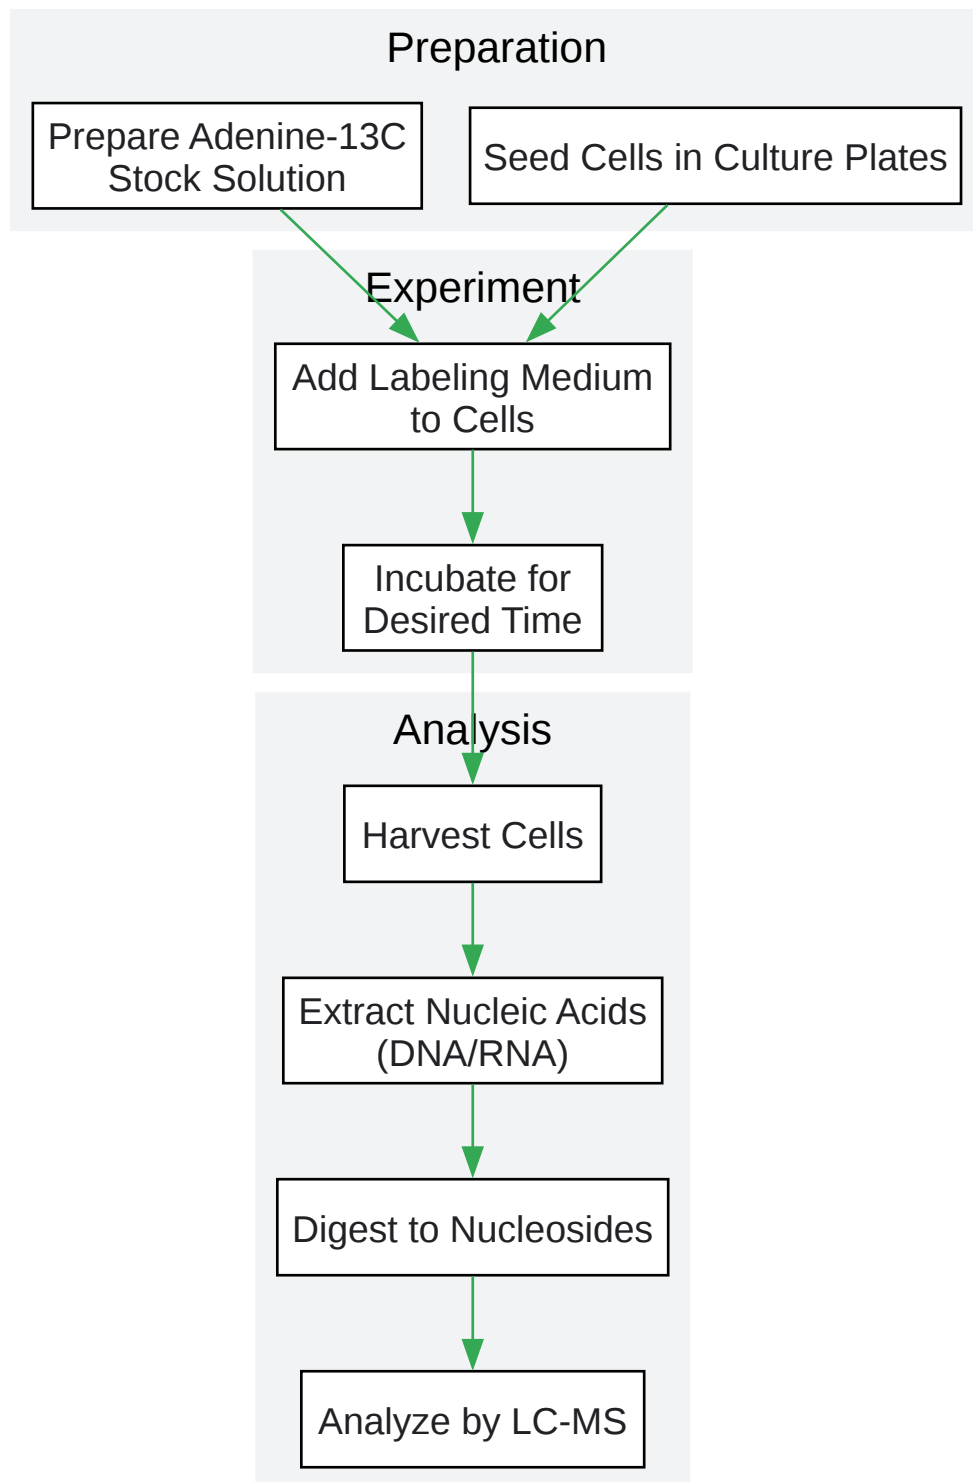 Preparation
Prepare Adenine-13C
Stock Solution
Seed Cells in Culture Plates
Experiment
Add Labeling Medium
to Cells
Incubate for
Desired Time
Analysis
Harvest Cells
Extract Nucleic Acids
(DNA/RNA)
Digest to Nucleosides
Analyze by LC-MS